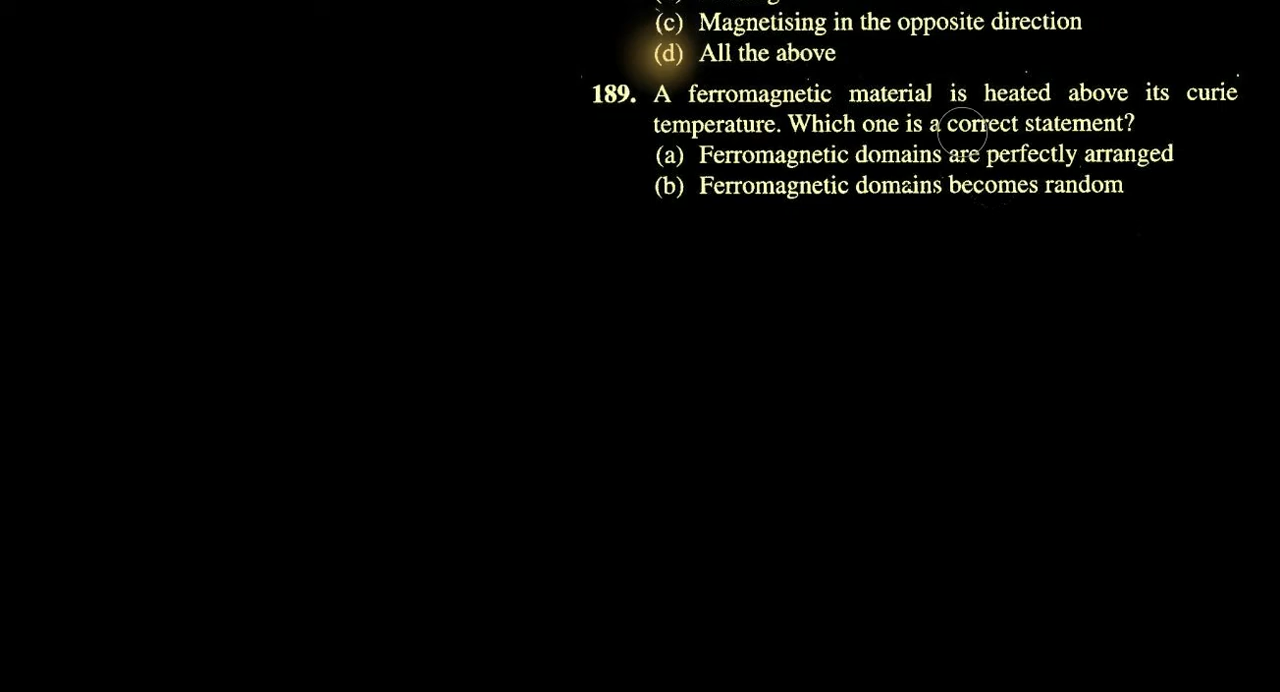 (c) Magnetising in the opposite direction
(d) All the above
189. A ferromagnetic material is heated above its curie
temperature. Which one is a correct statement?
(a) Ferromagnetic domains are perfectly arranged
(b) Ferromagnetic domains becomes random